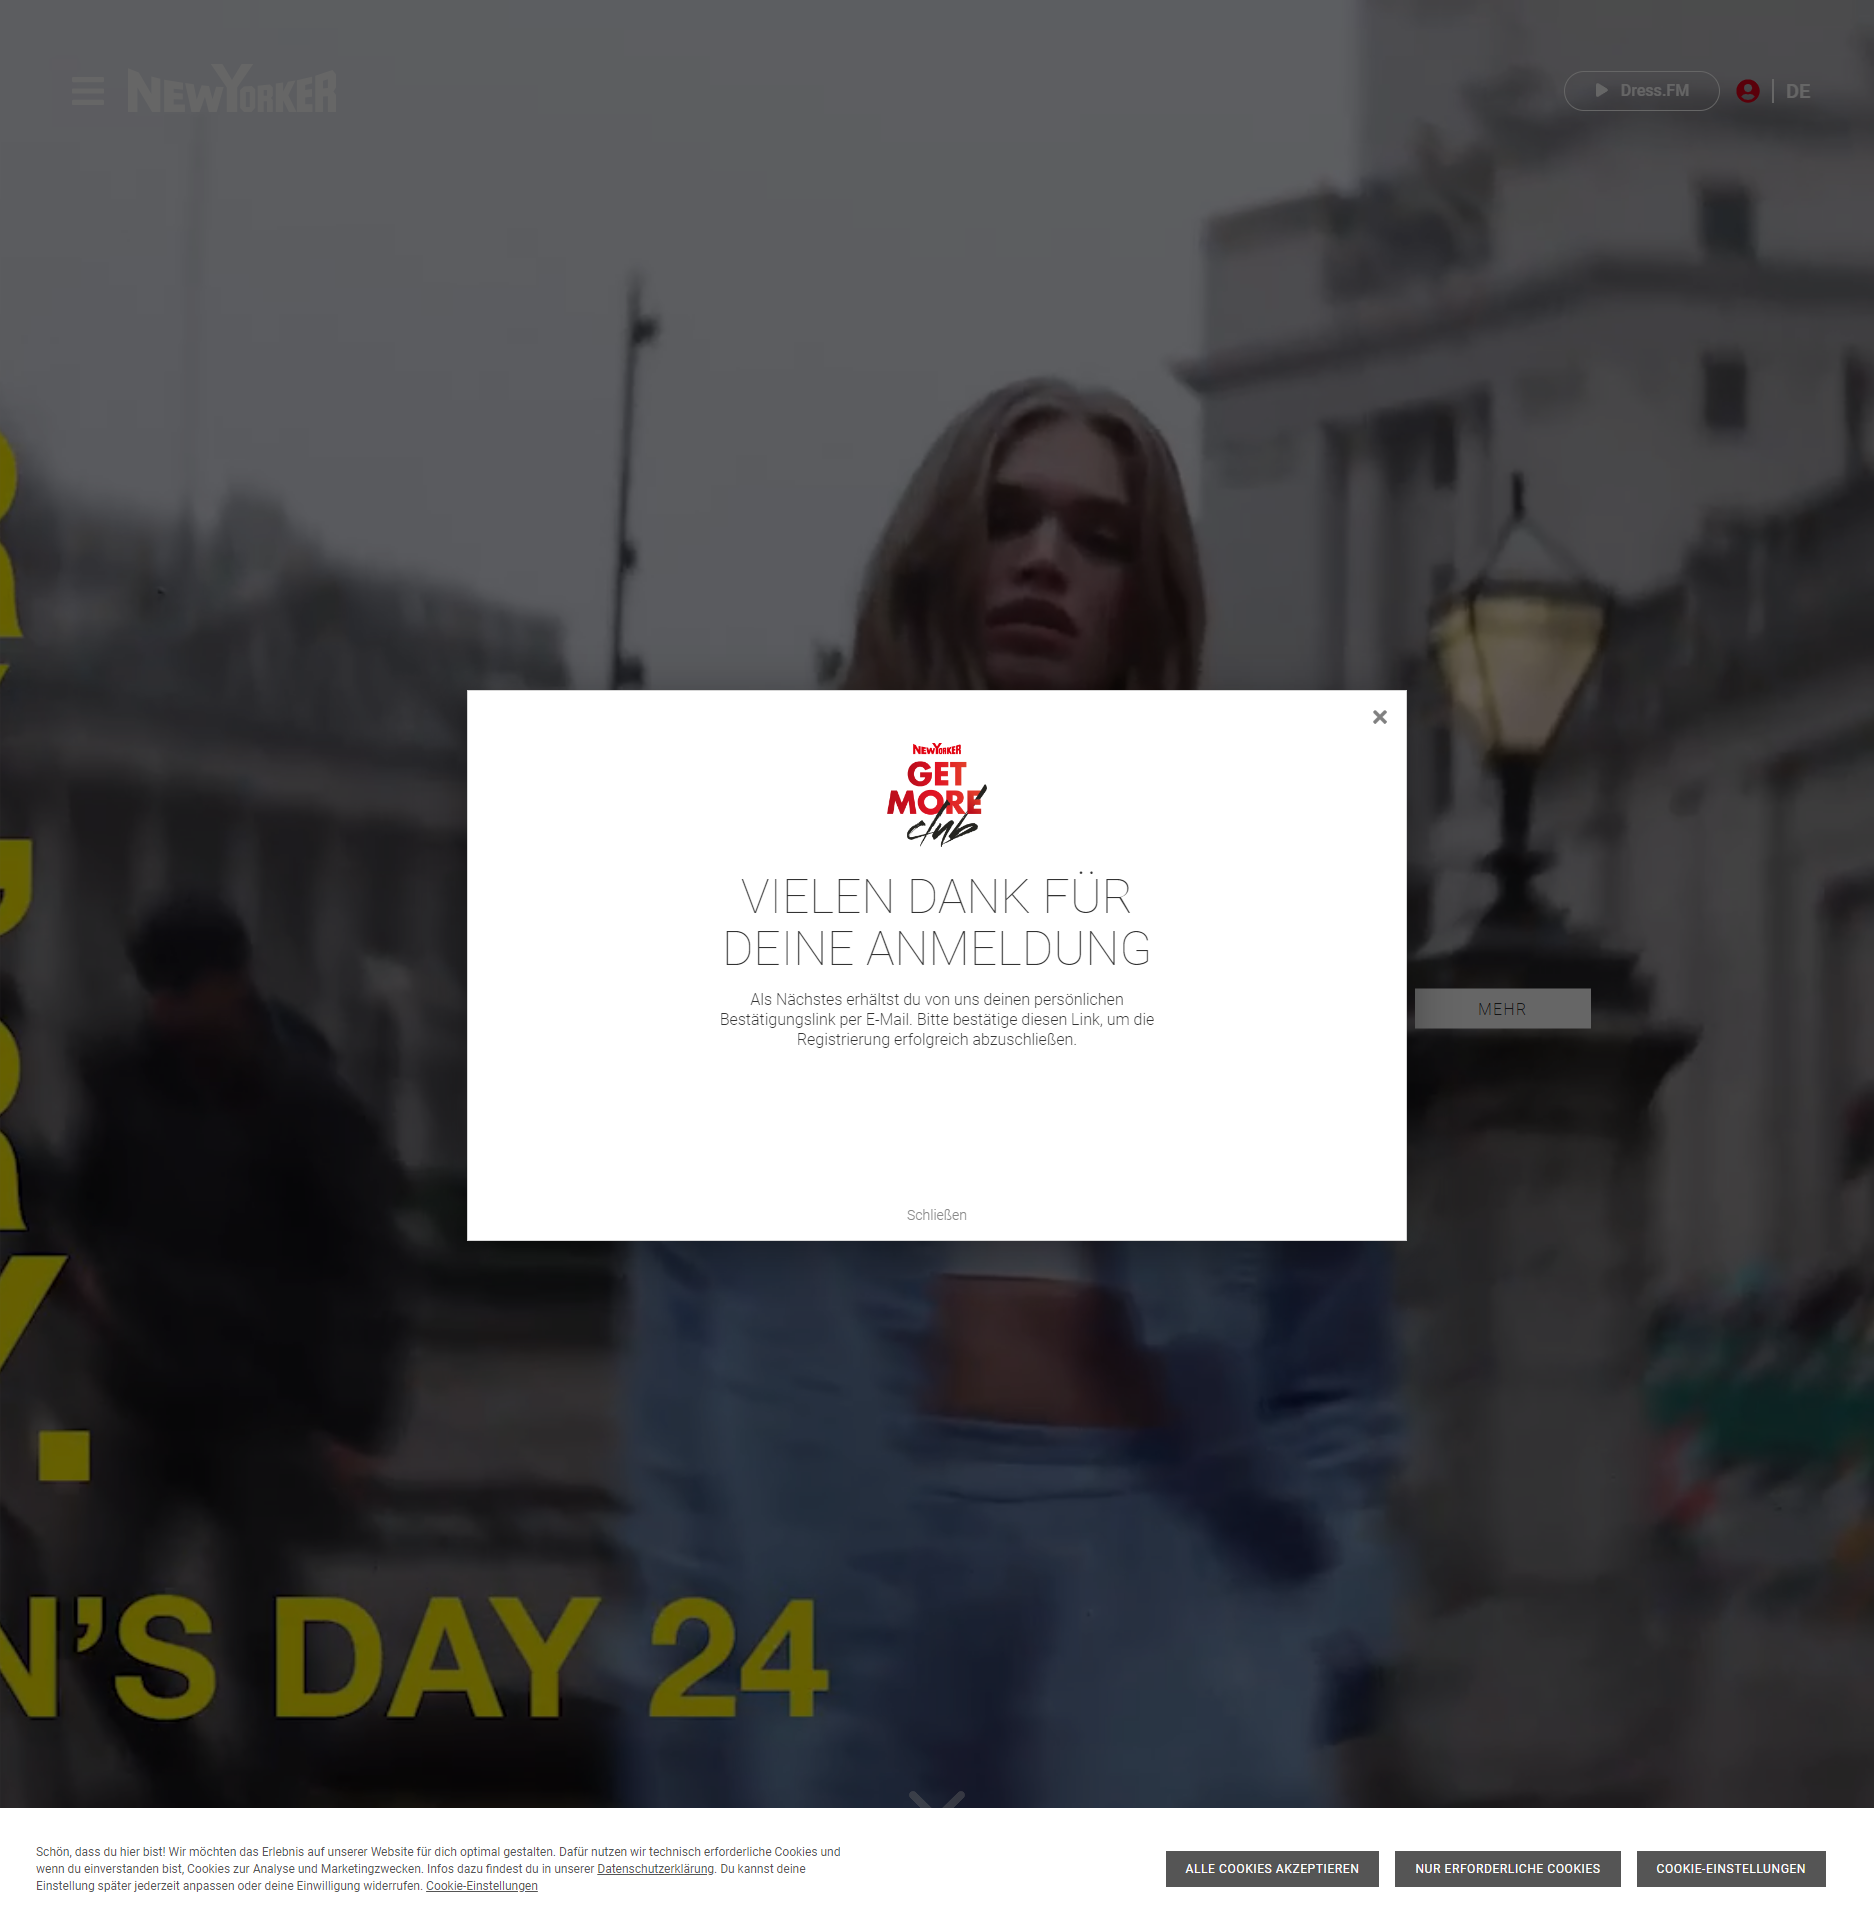 NEWYORKER
Dress.FM
DE
NEWYORKER
GET
MORE
club
VIELEN DANK FÜR
DEINE ANMELDUNG
Als Nächstes erhältst du von uns deinen persönlichen
Bestätigungslink per E-Mail. Bitte bestätige diesen Link, um die
Registrierung erfolgreich abzuschließen.
MEHR
Schließen
N'S DAY 24
Schön, dass du hier bist! Wir möchten das Erlebnis auf unserer Website für dich optimal gestalten. Dafür nutzen wir technisch erforderliche Cookies und
wenn du einverstanden bist, Cookies zur Analyse und Marketingzwecken. Infos dazu findest du in unserer Datenschutzerklärung. Du kannst deine
Einstellung später jederzeit anpassen oder deine Einwilligung widerrufen. Cookie-Einstellungen
ALLE COOKIES AKZEPTIEREN
NUR ERFORDERLICHE COOKIES
COOKIE-EINSTELLUNGEN